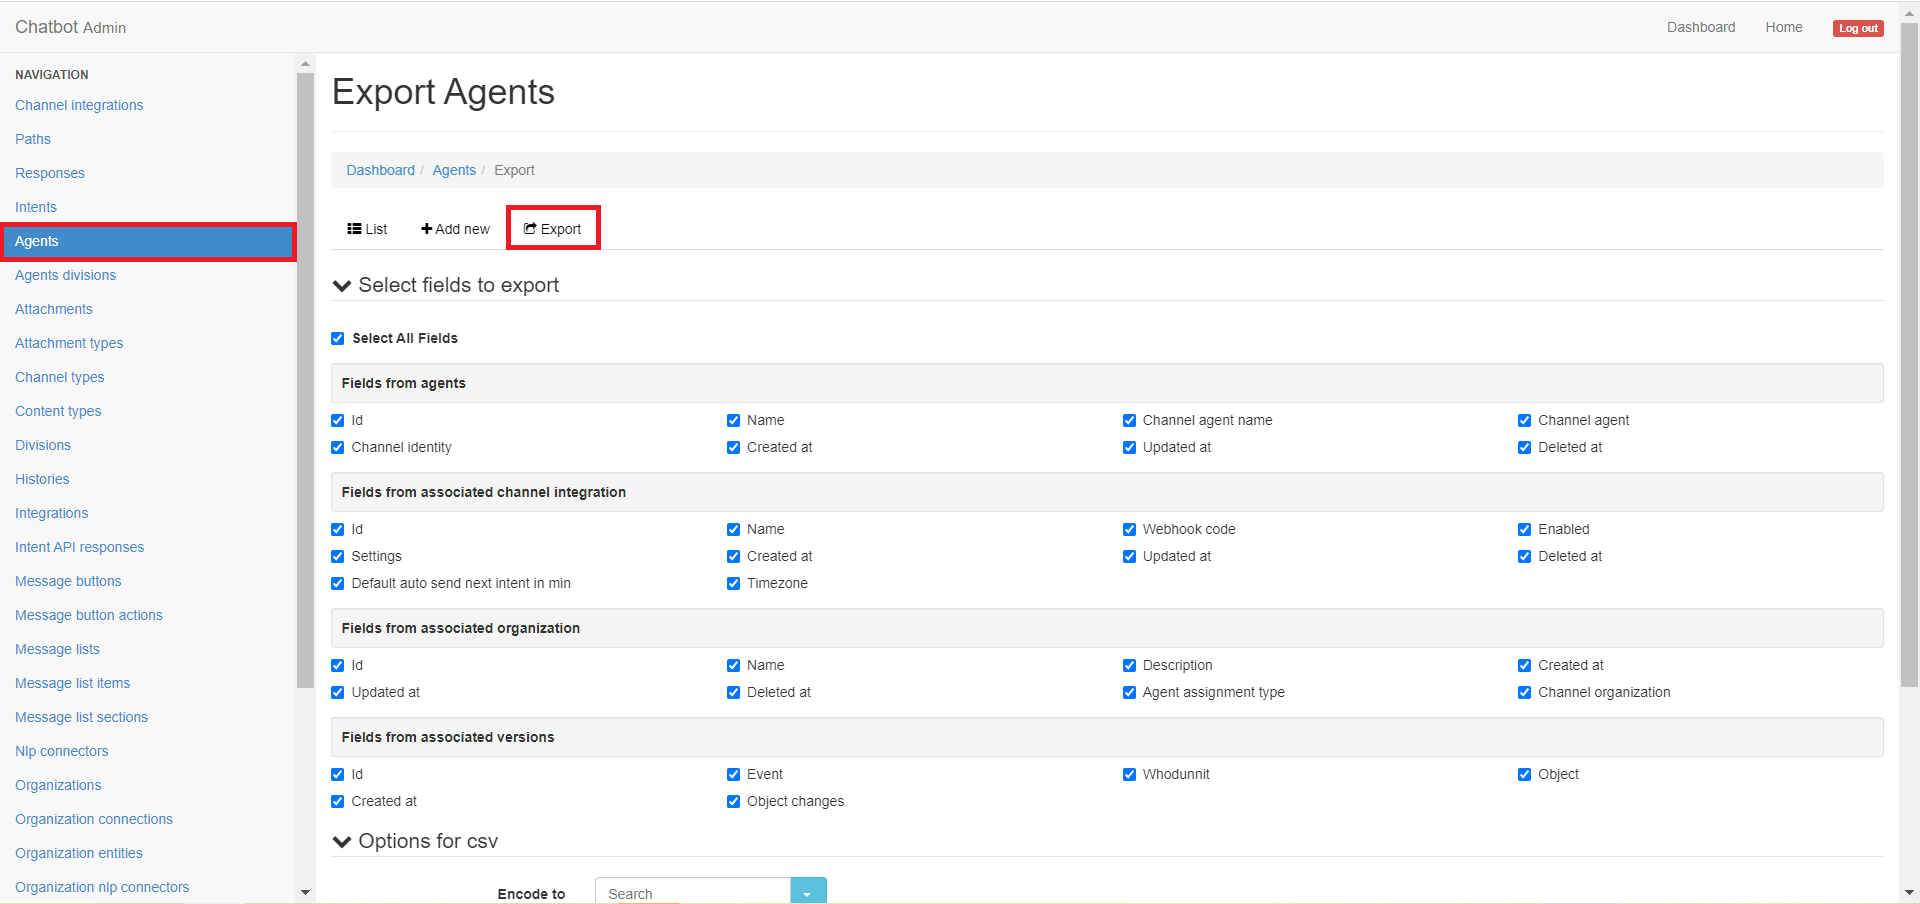 Chatbot Admin
Dashboard Home Log out
NAVIGATION
Channel integrations
Paths
Responses
Intents
Agents
Agents divisions
Attachments
Attachment types
Channel types
Content types
Divisions
Histories
Integrations
Intent API responses
Message buttons
Message button actions
Message lists
Message list items
Message list sections
Nlp connectors
Organizations
Organization connections
Organization entities
Organization nlp connectors
Export Agents
Dashboard / Agents / Export
List Add new Export
Select fields to export
Select All Fields
Fields from agents
Id Name Channel agent name Channel agent
Channel identity Created at Updated at Deleted at
Fields from associated channel integration
Id Name Webhook code Enabled
Settings Created at Updated at Deleted at
Default auto send next intent in min Timezone
Fields from associated organization
Id Name Description Created at
Updated at Deleted at Agent assignment type Channel organization
Fields from associated versions
Id Event Whodunnit Object
Created at Object changes
Options for csv
Encode to Search